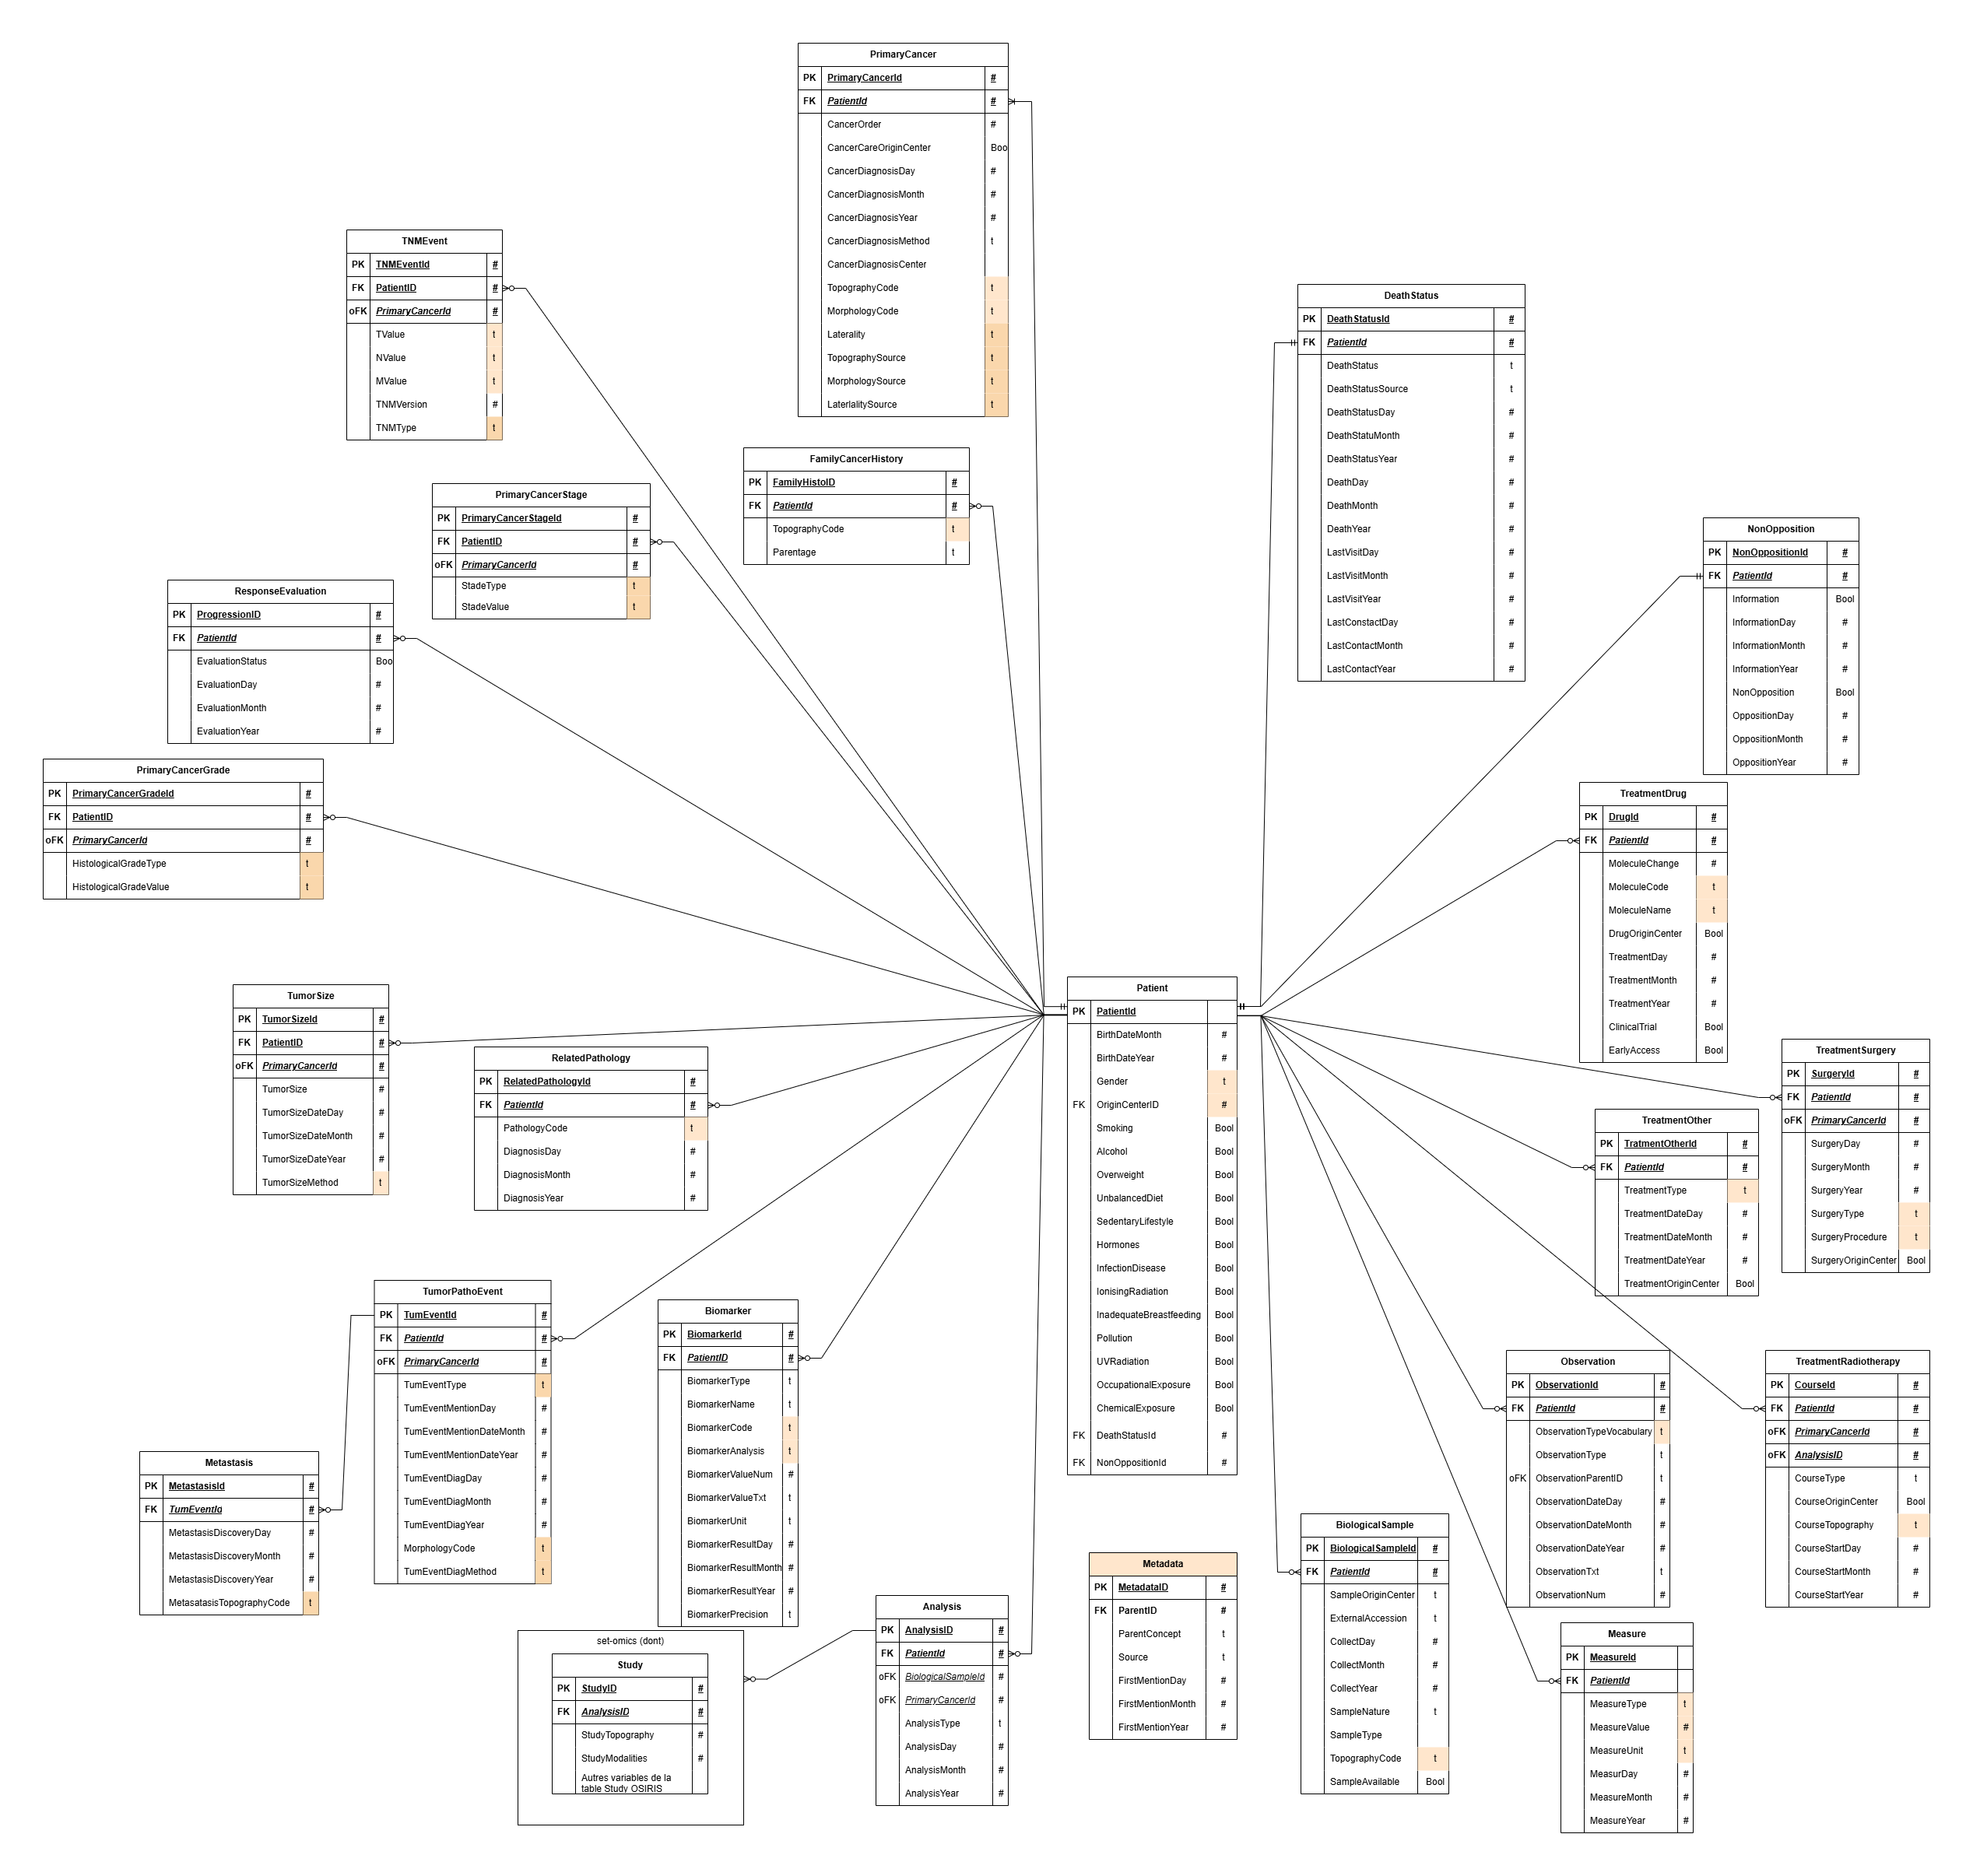 PrimaryCancer
PK PrimaryCancerId #
FK PatientId #
CancerOrder #
CancerCareOriginCenter Boo
CancerDiagnosisDay #
CancerDiagnosisMonth #
CancerDiagnosisYear #
CancerDiagnosisMethod t
CancerDiagnosisCenter
TopographyCode t
MorphologyCode t
Laterality t
TopographySource t
MorphologySource t
LaterlalitySource t
TNMEvent
PK TNMEventId #
FK PatientID #
oFK PrimaryCancerId #
TValue t
NValue t
MValue t
TNMVersion #
TNMType t
DeathStatus
PK DeathStatusId #
FK PatientId #
DeathStatus t
DeathStatusSource t
DeathStatusDay #
DeathStatuMonth #
DeathStatusYear #
DeathDay #
DeathMonth #
DeathYear #
LastVisitDay #
LastVisitMonth #
LastVisitYear #
LastConstactDay #
LastContactMonth #
LastContactYear #
FamilyCancerHistory
PK FamilyHistoID #
FK PatientId #
TopographyCode t
Parentage t
PrimaryCancerStage
PK PrimaryCancerStageId #
FK PatientID #
oFK PrimaryCancerId #
StadeType t
StadeValue t
NonOpposition
PK NonOppositionId #
FK PatientId #
Information Bool
InformationDay #
InformationMonth #
InformationYear #
NonOpposition Bool
OppositionDay #
OppositionMonth #
OppositionYear #
ResponseEvaluation
PK ProgressionID #
FK PatientId #
EvaluationStatus Boo
EvaluationDay #
EvaluationMonth #
EvaluationYear #
PrimaryCancerGrade
PK PrimaryCancerGradeId #
FK PatientID #
oFK PrimaryCancerId #
HistologicalGradeType t
HistologicalGradeValue t
TreatmentDrug
PK DrugId #
FK PatientId #
MoleculeChange #
MoleculeCode t
MoleculeName t
DrugOriginCenter Bool
TreatmentDay #
TreatmentMonth #
TreatmentYear #
ClinicalTrial Bool
EarlyAccess Bool
Patient
PK PatientId
BirthDateMonth #
BirthDateYear #
Gender t
FK OriginCenterID #
Smoking Bool
Alcohol Bool
Overweight Bool
UnbalancedDiet Bool
SedentaryLifestyle Bool
Hormones Bool
InfectionDisease Bool
IonisingRadiation Bool
InadequateBreastfeeding Bool
Pollution Bool
UVRadiation Bool
OccupationalExposure Bool
ChemicalExposure Bool
FK DeathStatusId #
FK NonOppositionId #
TumorSize
PK TumorSizeId #
FK PatientID #
oFK PrimaryCancerId #
TumorSize #
TumorSizeDateDay #
TumorSizeDateMonth #
TumorSizeDateYear #
TumorSizeMethod t
RelatedPathology
PK RelatedPathologyId #
FK PatientId #
PathologyCode t
DiagnosisDay #
DiagnosisMonth #
DiagnosisYear #
TreatmentSurgery
PK SurgeryId #
FK PatientId #
oFK PrimaryCancerId #
SurgeryDay #
SurgeryMonth #
SurgeryYear #
SurgeryType t
SurgeryProcedure t
SurgeryOriginCenter Bool
TreatmentOther
PK TratmentOtherId #
FK PatientId #
TreatmentType t
TreatmentDateDay #
TreatmentDateMonth #
TreatmentDateYear #
TreatmentOriginCenter Bool
TumorPathoEvent
PK TumEventId #
FK PatientId #
oFK PrimaryCancerId #
TumEventType t
TumEventMentionDay #
TumEventMentionDateMonth #
TumEventMentionDateYear #
TumEventDiagDay #
TumEventDiagMonth #
TumEventDiagYear #
MorphologyCode t
TumEventDiagMethod t
Biomarker
PK BiomarkerId #
FK PatientID #
BiomarkerType t
BiomarkerName t
BiomarkerCode t
BiomarkerAnalysis t
BiomarkerValueNum #
BiomarkerValueTxt t
BiomarkerUnit t
BiomarkerResultDay #
BiomarkerResultMonth #
BiomarkerResultYear #
BiomarkerPrecision t
Observation
PK ObservationId #
FK PatientId #
ObservationTypeVocabulary t
ObservationType t
oFK ObservationParentID t
ObservationDateDay #
ObservationDateMonth #
ObservationDateYear #
ObservationTxt t
ObservationNum #
TreatmentRadiotherapy
PK CourseId #
FK PatientId #
oFK PrimaryCancerId #
oFK AnalysisID #
CourseType t
CourseOriginCenter Bool
CourseTopography t
CourseStartDay #
CourseStartMonth #
CourseStartYear #
Metastasis
PK MetastasisId #
FK TumEventId #
MetastasisDiscoveryDay #
MetastasisDiscoveryMonth #
MetastasisDiscoveryYear #
MetasatasisTopographyCode t
BiologicalSample
PK BiologicalSampleId #
FK PatientId #
SampleOriginCenter t
ExternalAccession t
CollectDay #
CollectMonth #
CollectYear #
SampleNature t
SampleType
TopographyCode t
SampleAvailable Bool
Metadata
PK MetadataID #
FK ParentID #
ParentConcept t
Source t
FirstMentionDay #
FirstMentionMonth #
FirstMentionYear #
Analysis
PK AnalysisID #
FK PatientId #
oFK BiologicalSampleId #
oFK PrimaryCancerId #
AnalysisType t
AnalysisDay #
AnalysisMonth #
AnalysisYear #
set-omics (dont)
Study
PK StudyID #
FK AnalysisID #
StudyTopography #
StudyModalities #
Autres variables de la
table Study OSIRIS
Measure
PK MeasureId
FK PatientId
MeasureType t
MeasureValue #
MeasureUnit t
MeasurDay #
MeasureMonth #
MeasureYear #